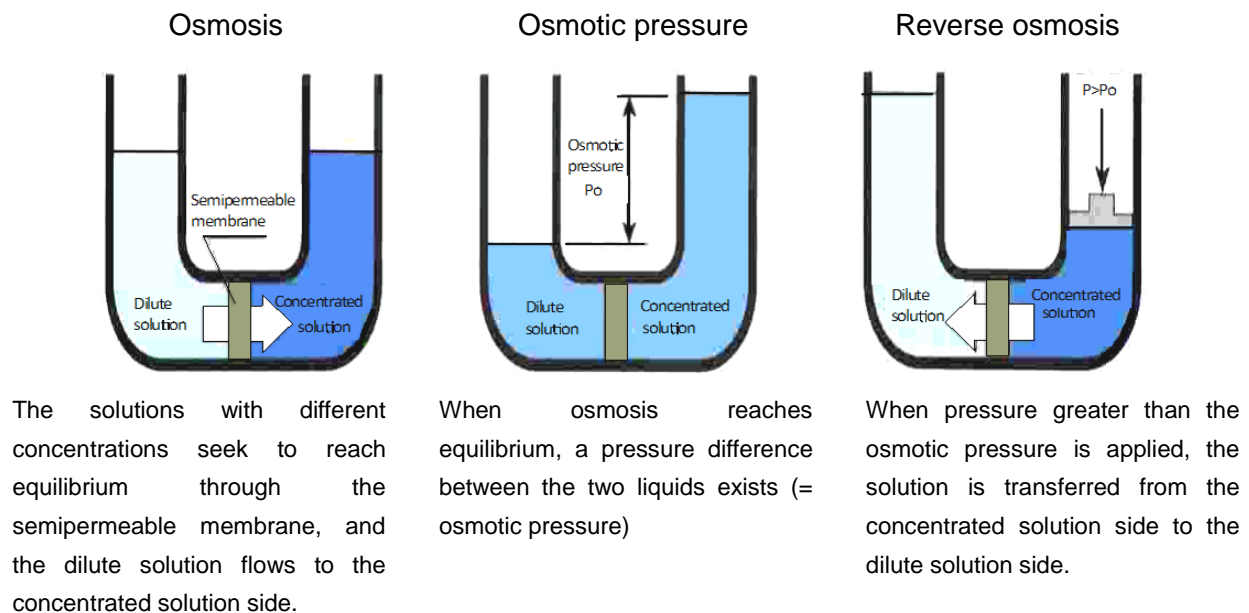 Osmosis
Semipermeable
membrane
Dilute
solution
Concentrated
solution
The solutions with different
concentrations seek to reach
equilibrium through the
semipermeable membrane, and
the dilute solution flows to the
concentrated solution side.
Osmotic pressure
Osmotic
pressure
Po
Dilute
solution
Concentrated
solution
When osmosis reaches
equilibrium, a pressure difference
between the two liquids exists (=
osmotic pressure)
Reverse osmosis
P>Po
Dilute
solution
Concentrated
solution
When pressure greater than the
osmotic pressure is applied, the
solution is transferred from the
concentrated solution side to the
dilute solution side.